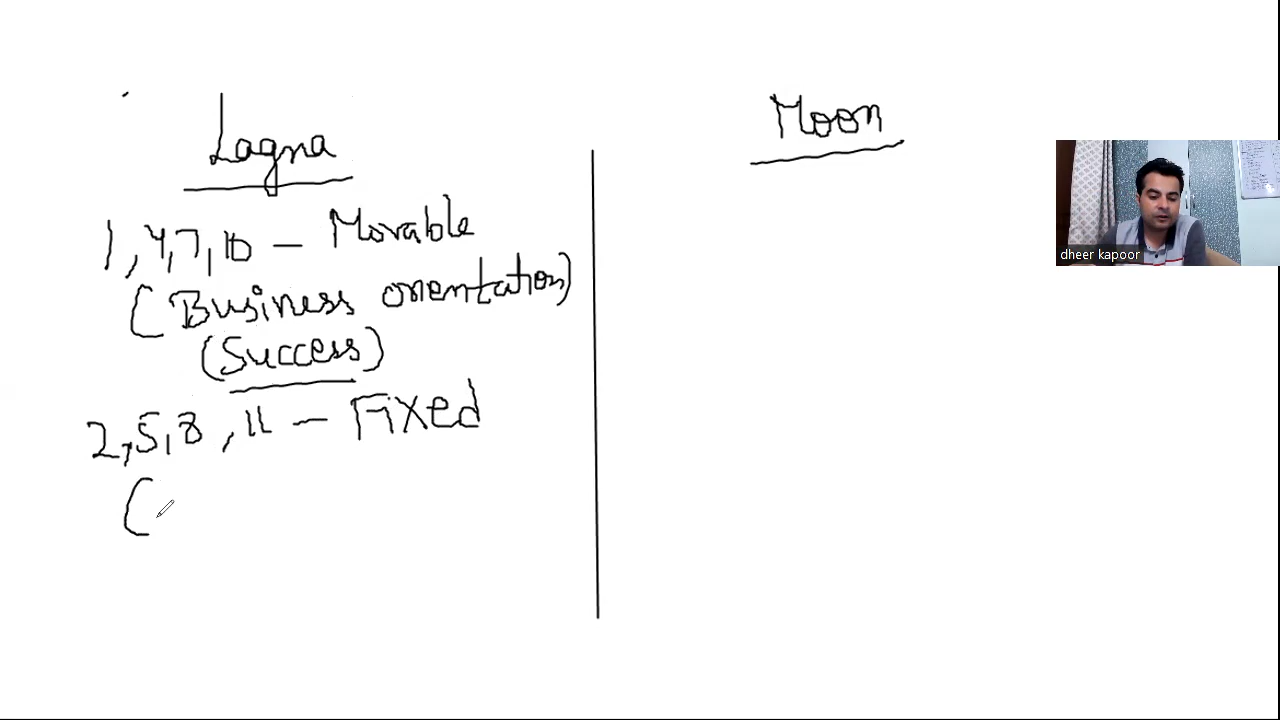 Lagna
1, 4, 7, 10 — Movable
(Business orientation)
(Success)
2, 5, 8, 11 — Fixed
(
Moon
dheer kapoor